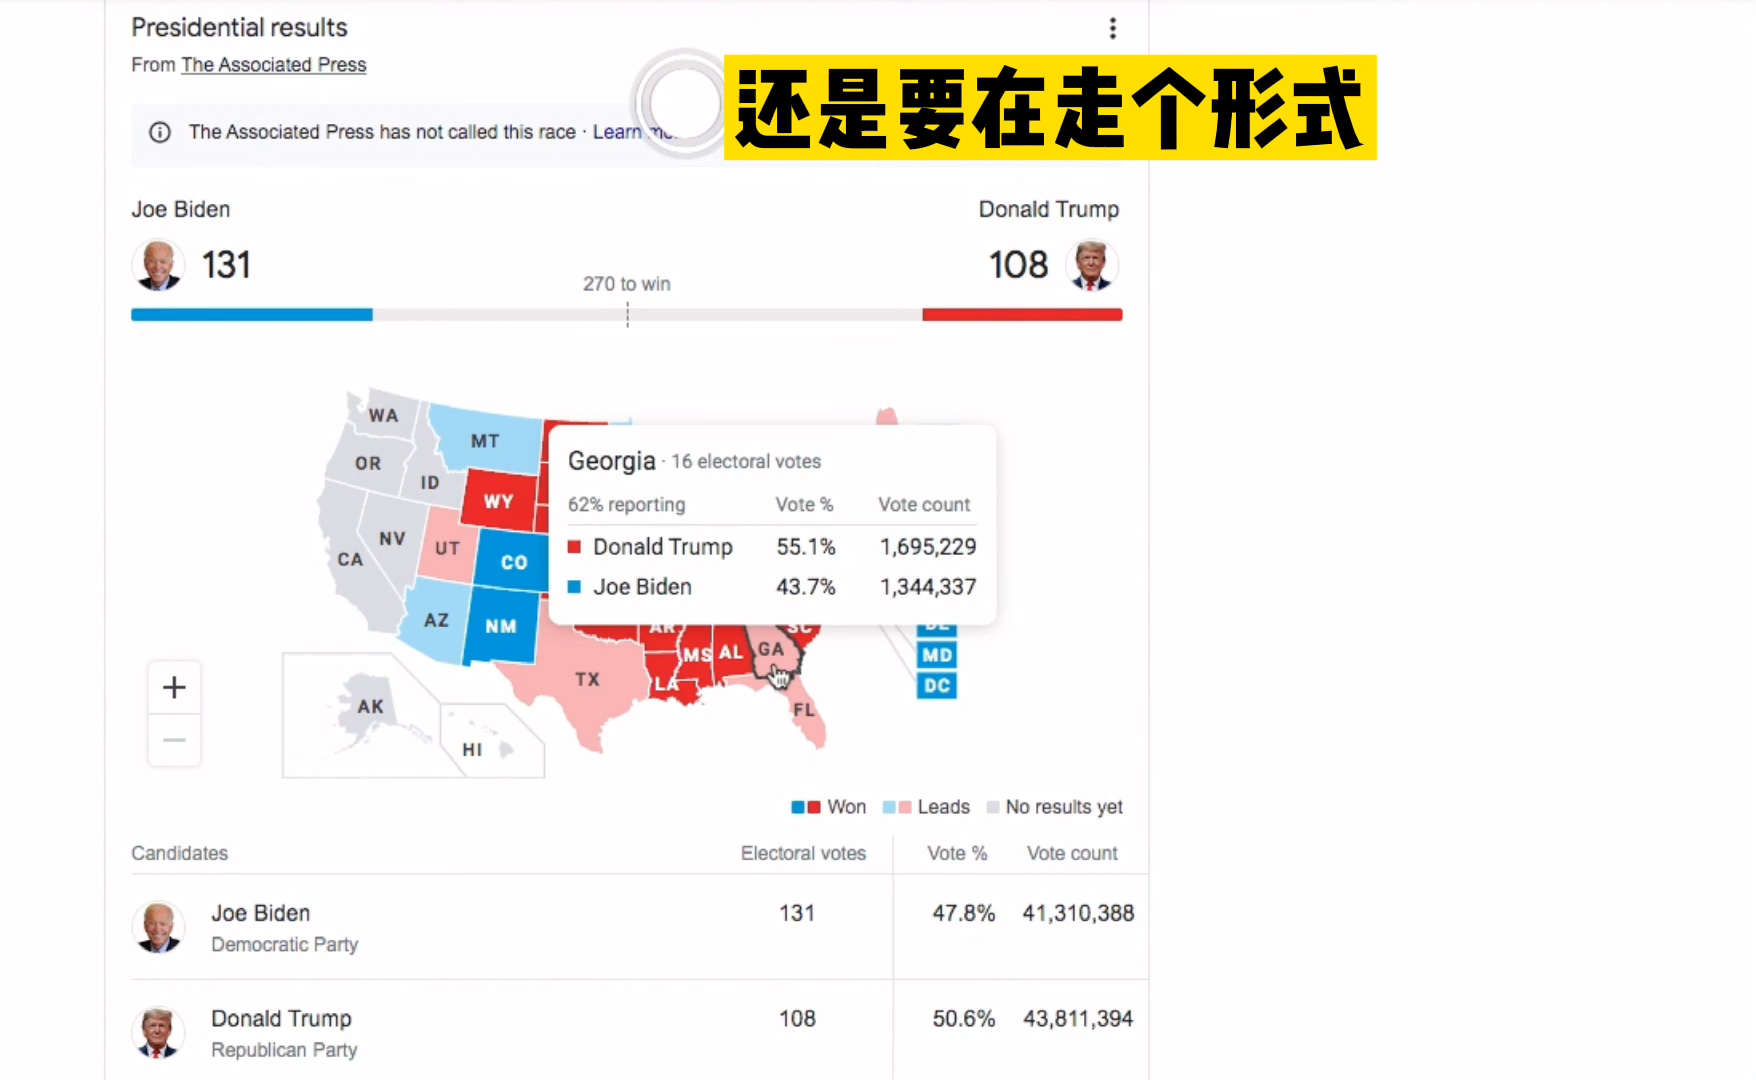 Presidential results
From The Associated Press
还是要在走个形式
The Associated Press has not called this race · Learn
Joe Biden
Donald Trump
131
108
270 to win
WA
MT
OR
ID
WY
NV
UT
CO
CA
AZ
NM
Georgia · 16 electoral votes
62% reporting Vote % Vote count
Donald Trump 55.1% 1,695,229
Joe Biden 43.7% 1,344,337
AR
SC
DE
MS
AL
GA
MD
TX
LA
DC
FL
AK
HI
+
−
Won Leads No results yet
Candidates Electoral votes Vote % Vote count
Joe Biden 131 47.8% 41,310,388
Democratic Party
Donald Trump 108 50.6% 43,811,394
Republican Party